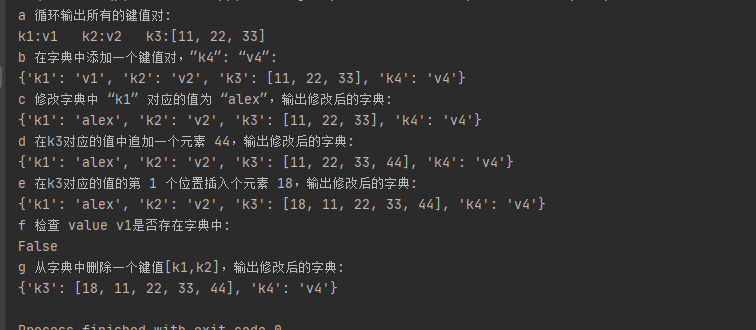 a 循环输出所有的键值对:
k1:v1   k2:v2   k3:[11, 22, 33]
b 在字典中添加一个键值对，”k4”: “v4”:
{'k1': 'v1', 'k2': 'v2', 'k3': [11, 22, 33], 'k4': 'v4'}
c 修改字典中 “k1” 对应的值为 “alex”，输出修改后的字典:
{'k1': 'alex', 'k2': 'v2', 'k3': [11, 22, 33], 'k4': 'v4'}
d 在k3对应的值中追加一个元素 44，输出修改后的字典:
{'k1': 'alex', 'k2': 'v2', 'k3': [11, 22, 33, 44], 'k4': 'v4'}
e 在k3对应的值的第 1 个位置插入个元素 18，输出修改后的字典:
{'k1': 'alex', 'k2': 'v2', 'k3': [18, 11, 22, 33, 44], 'k4': 'v4'}
f 检查 value v1是否存在字典中:
False
g 从字典中删除一个键值[k1,k2]，输出修改后的字典:
{'k3': [18, 11, 22, 33, 44], 'k4': 'v4'}
Process finished with exit code 0